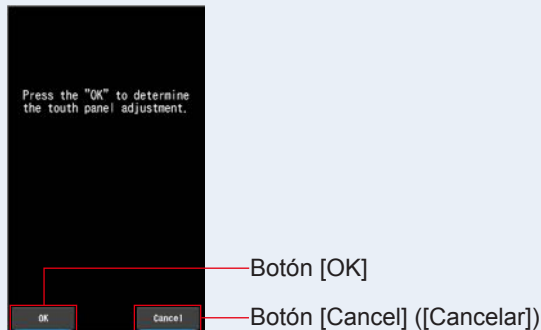 Press the "OK" to determine
the touth panel adjustment.
Botón [OK]
OK
Cancel
Botón [Cancel] ([Cancelar])